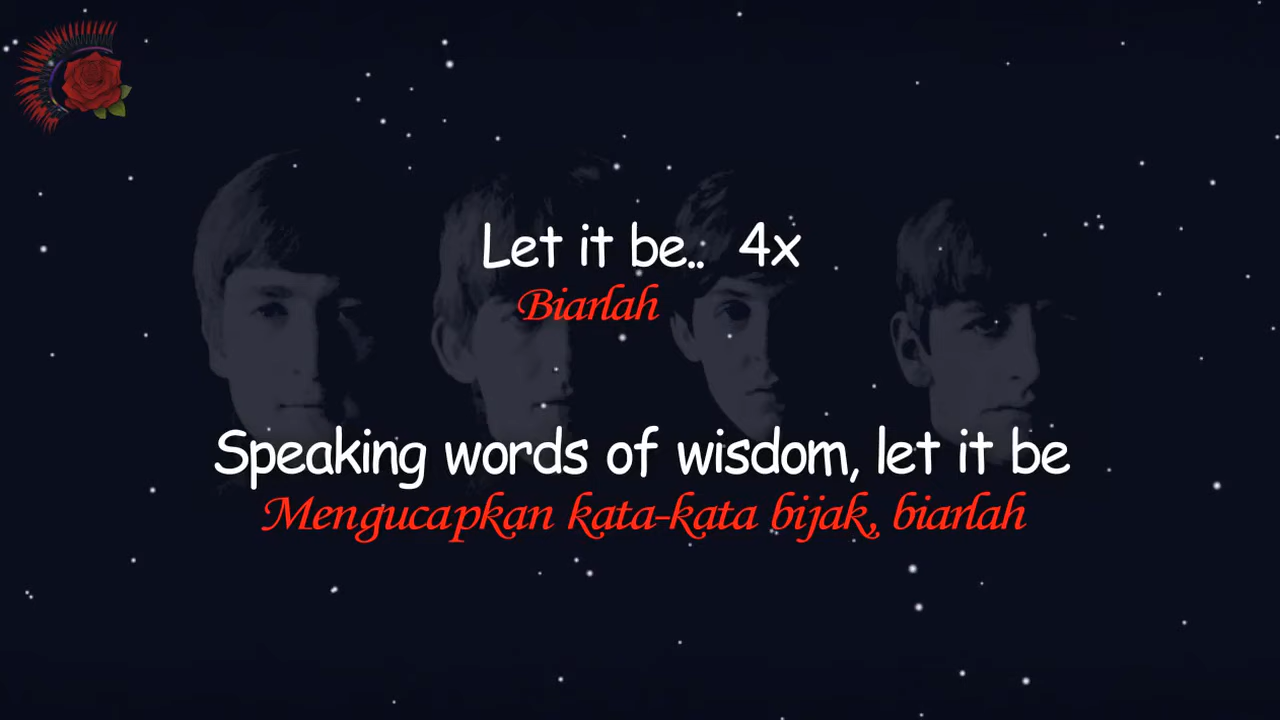 Let it be.. 4x
Biarlah
Speaking words of wisdom, let it be
Mengucapkan kata-kata bijak, biarlah